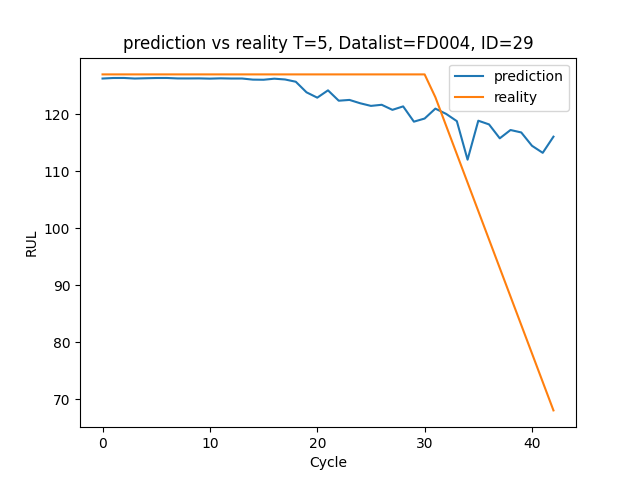 prediction vs reality T=5, Datalist=FD004, ID=29
prediction
reality
RUL
120
110
100
90
80
70
0 10 20 30 40
Cycle